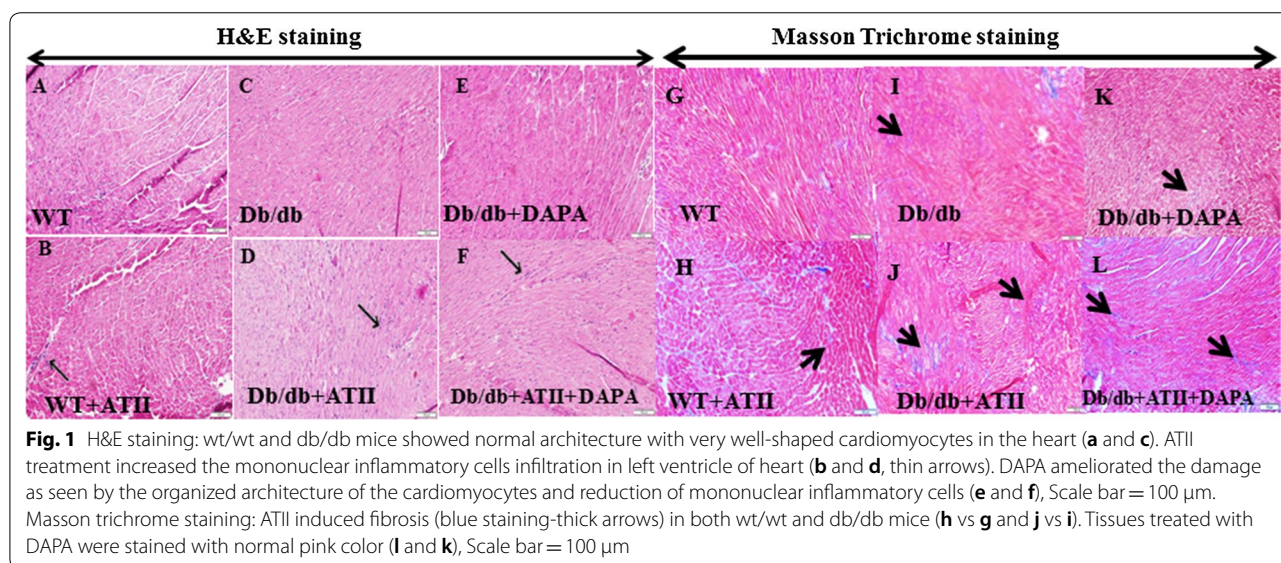 H&E staining
Masson Trichrome staining
A
C
E
G
I
K
WT
Db/db
Db/db+DAPA
WT
Db/db
Db/db+DAPA
B
D
F
H
J
L
WT+ATII
Db/db+ATII
Db/db+ATII+DAPA
WT+ATII
Db/db+ATII
Db/db+ATII+DAPA
Fig. 1 H&E staining: wt/wt and db/db mice showed normal architecture with very well-shaped cardiomyocytes in the heart (a and c). ATII
treatment increased the mononuclear inflammatory cells infiltration in left ventricle of heart (b and d, thin arrows). DAPA ameliorated the damage
as seen by the organized architecture of the cardiomyocytes and reduction of mononuclear inflammatory cells (e and f), Scale bar = 100 μm.
Masson trichrome staining: ATII induced fibrosis (blue staining-thick arrows) in both wt/wt and db/db mice (h vs g and j vs i). Tissues treated with
DAPA were stained with normal pink color (l and k), Scale bar = 100 μm